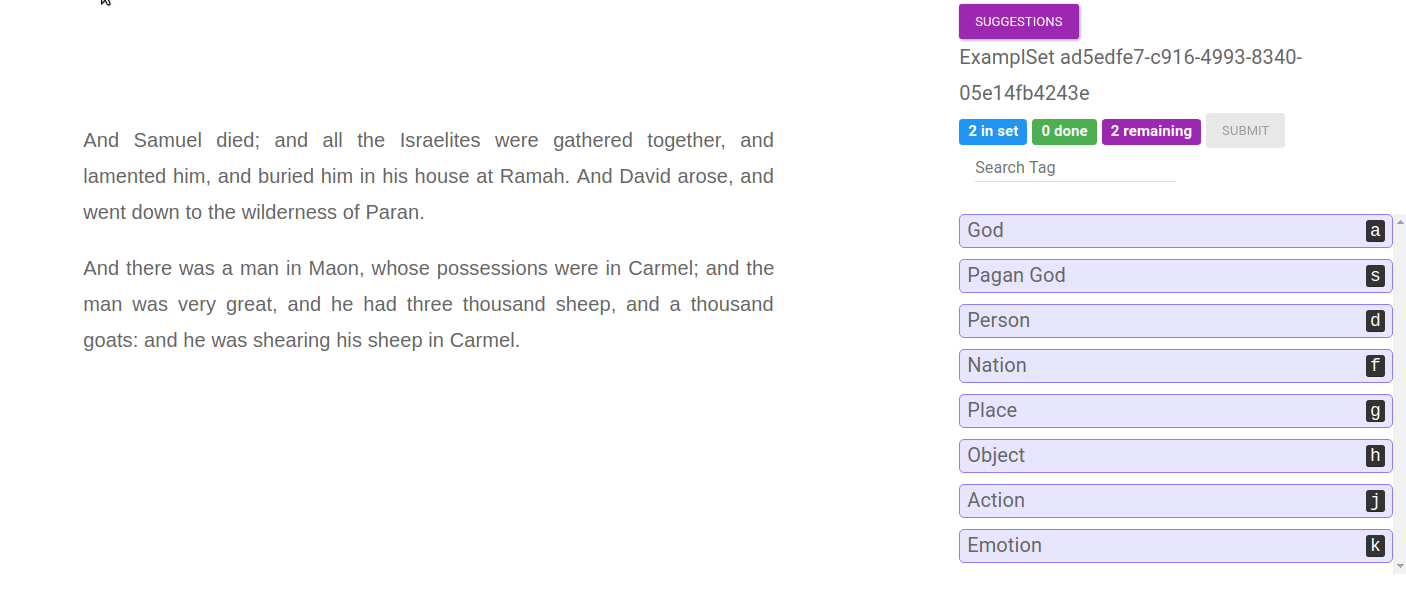 And Samuel died; and all the Israelites were gathered together, and
lamented him, and buried him in his house at Ramah. And David arose, and
went down to the wilderness of Paran.
And there was a man in Maon, whose possessions were in Carmel; and the
man was very great, and he had three thousand sheep, and a thousand
goats: and he was shearing his sheep in Carmel.
SUGGESTIONS
ExamplSet ad5edfe7-c916-4993-8340-
05e14fb4243e
2 in set 0 done 2 remaining SUBMIT
Search Tag
God a
Pagan God s
Person d
Nation f
Place g
Object h
Action j
Emotion k